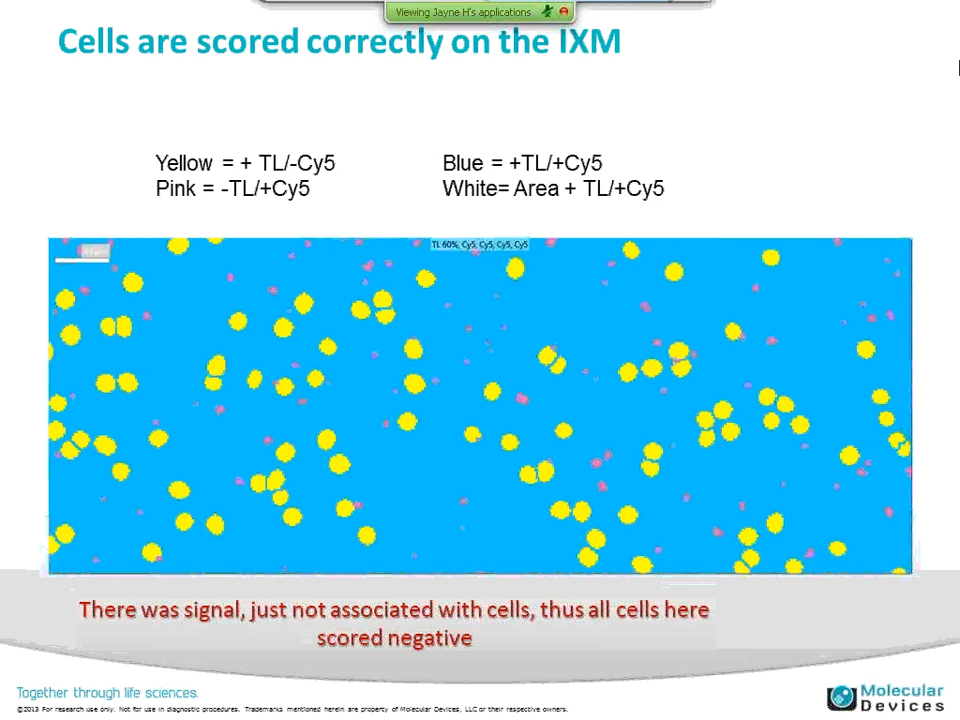 Viewing Jayne H's applications
Cells are scored correctly on the IXM
Yellow = + TL/-Cy5
Pink = -TL/+Cy5
Blue = +TL/+Cy5
White= Area + TL/+Cy5
TL 60%, Cy5, Cy5, Cy5, Cy5
There was signal, just not associated with cells, thus all cells here
scored negative
Together through life sciences.
©2013 For research use only. Not for use in diagnostic procedures. Trademarks mentioned herein are property of Molecular Devices, LLC or their respective owners.
Molecular
Devices